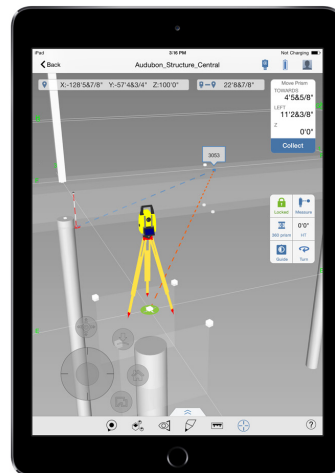 iPad 3:16 PM Not Charging
Back Audubon_Structure_Central
X:-128'5&7/8" Y:-57'4&3/4" Z:100'0" 22'8&7/8"
Move Prism
TOWARDS
4'5&5/8"
LEFT
11'2&3/8"
Z
0'0"
Collect
3053
Locked Measure
360 prism 0'0" HT
Guide Turn
?